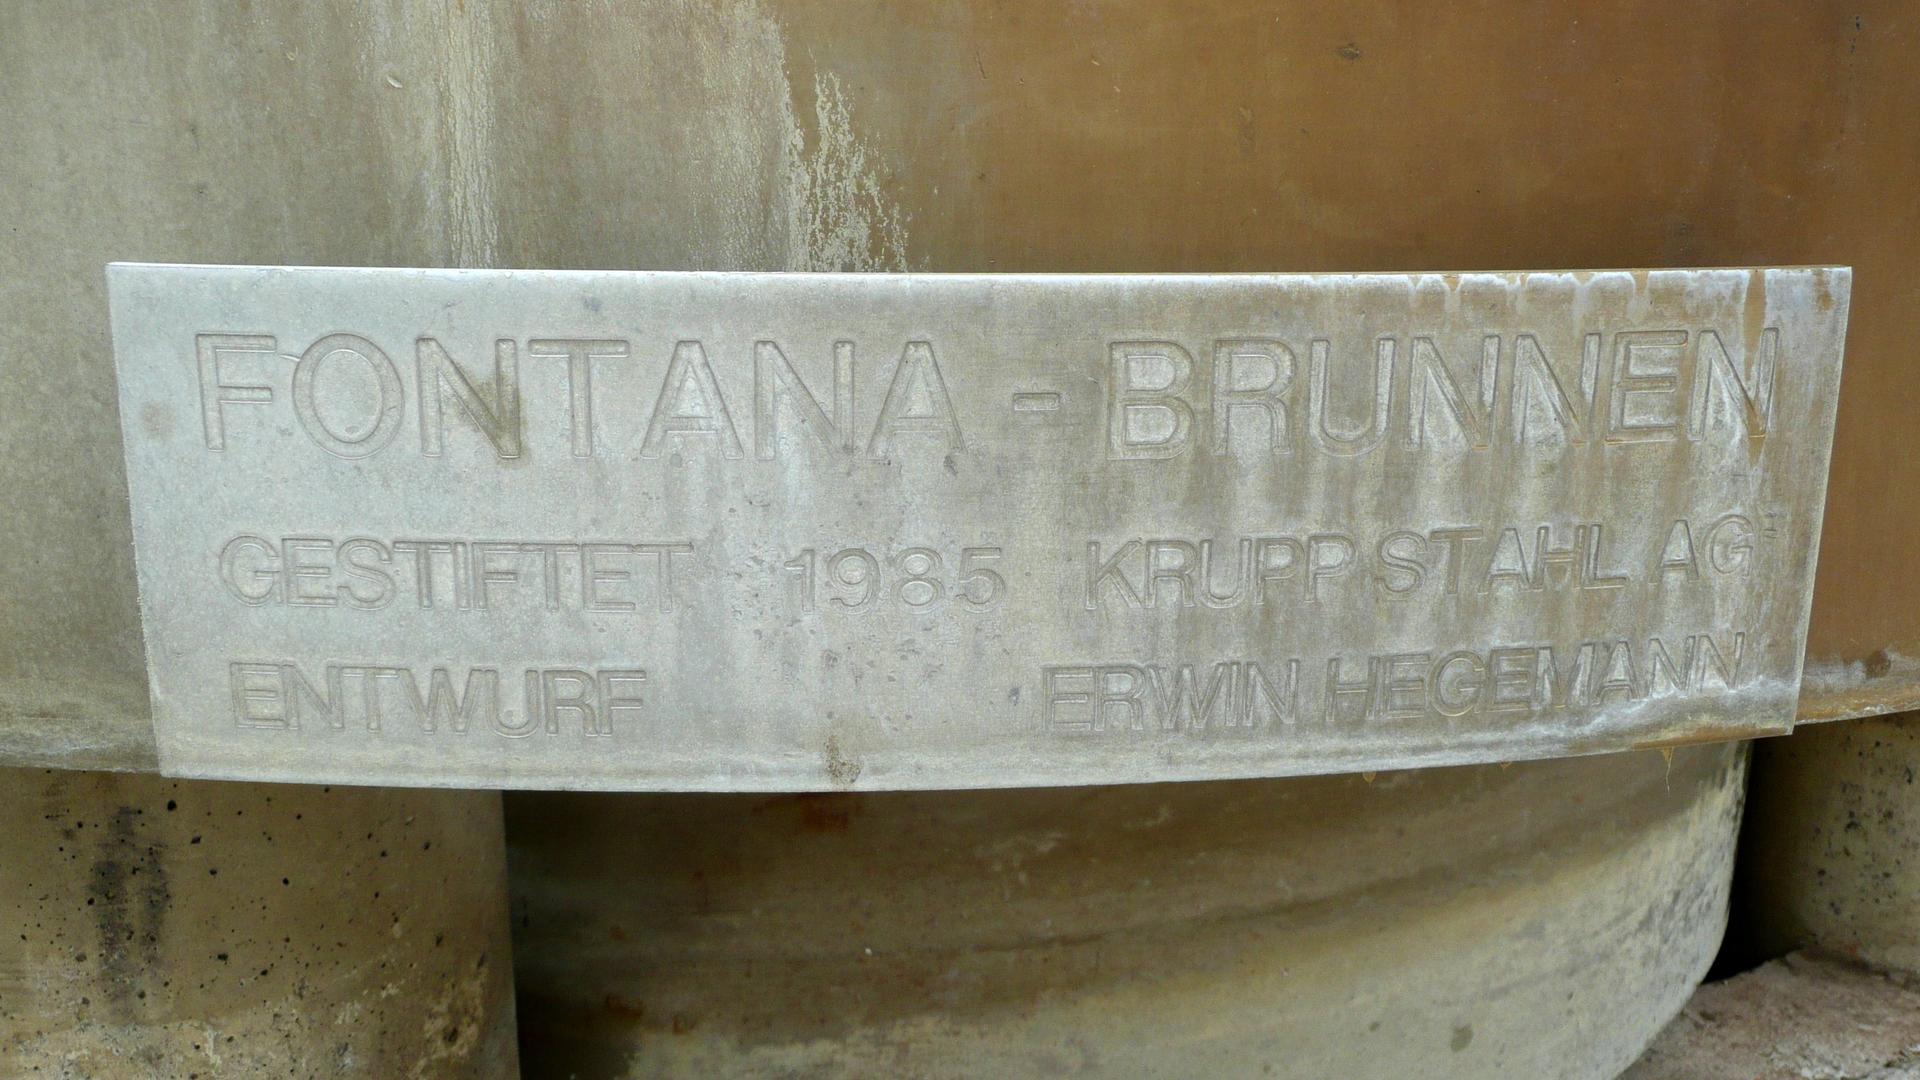 FONTANA - BRUNNEN
GESTIFTET 1985 KRUPP STAHL AG
ENTWURF ERWIN HEGEMANN